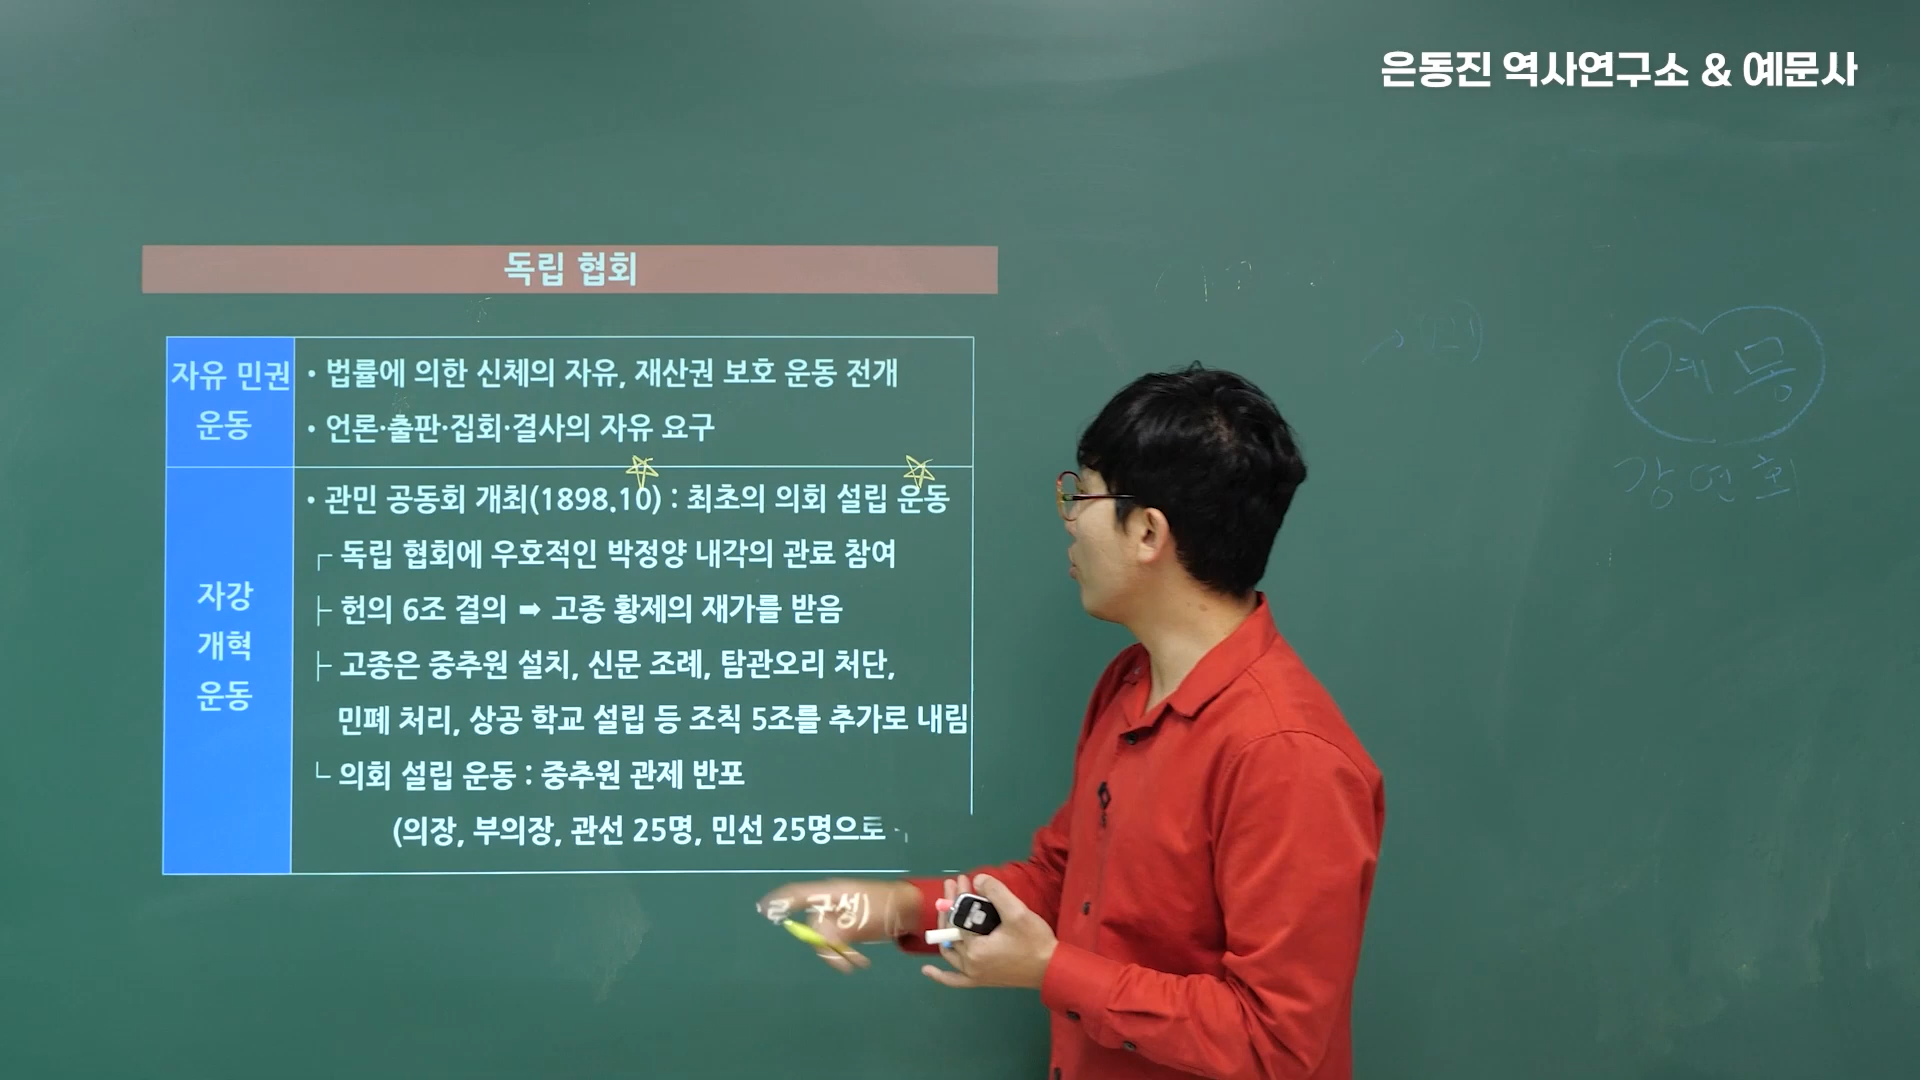 은동진 역사연구소 & 예문사
독립 협회
자유 민권
운동
• 법률에 의한 신체의 자유, 재산권 보호 운동 전개
• 언론·출판·집회·결사의 자유 요구
자강
개혁
운동
• 관민 공동회 개최(1898.10) : 최초의 의회 설립 운동
┌ 독립 협회에 우호적인 박정양 내각의 관료 참여
├ 헌의 6조 결의 ➡ 고종 황제의 재가를 받음
├ 고종은 중추원 설치, 신문 조례, 탐관오리 처단,
민폐 처리, 상공 학교 설립 등 조칙 5조를 추가로 내림
└ 의회 설립 운동 : 중추원 관제 반포
(의장, 부의장, 관선 25명, 민선 25명으로
구성)
계몽
강연회